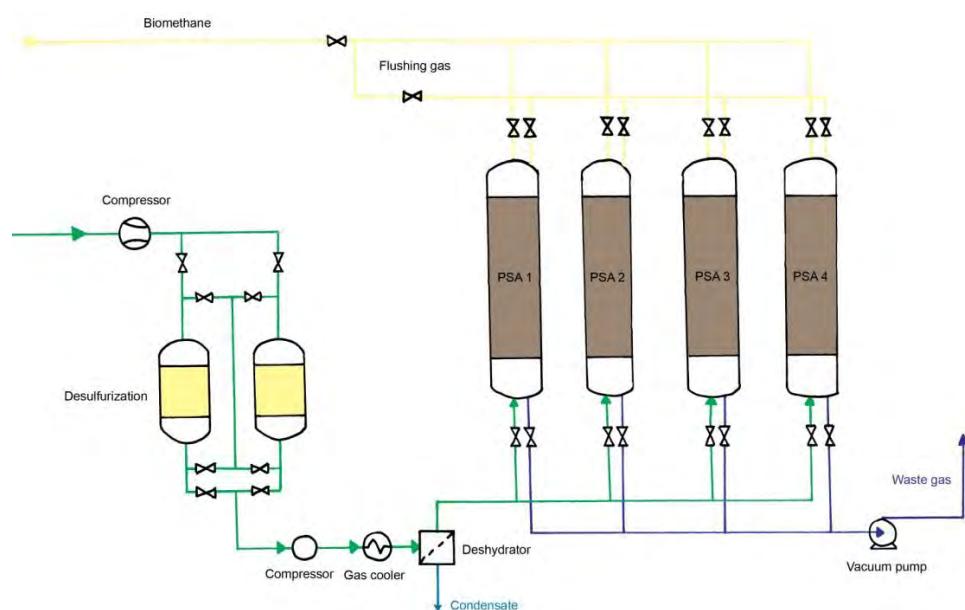 Biomethane
Flushing gas
Compressor
PSA 1
PSA 2
PSA 3
PSA 4
Desulfurization
Waste gas
Deshydrator
Compressor
Gas cooler
Vacuum pump
Condensate